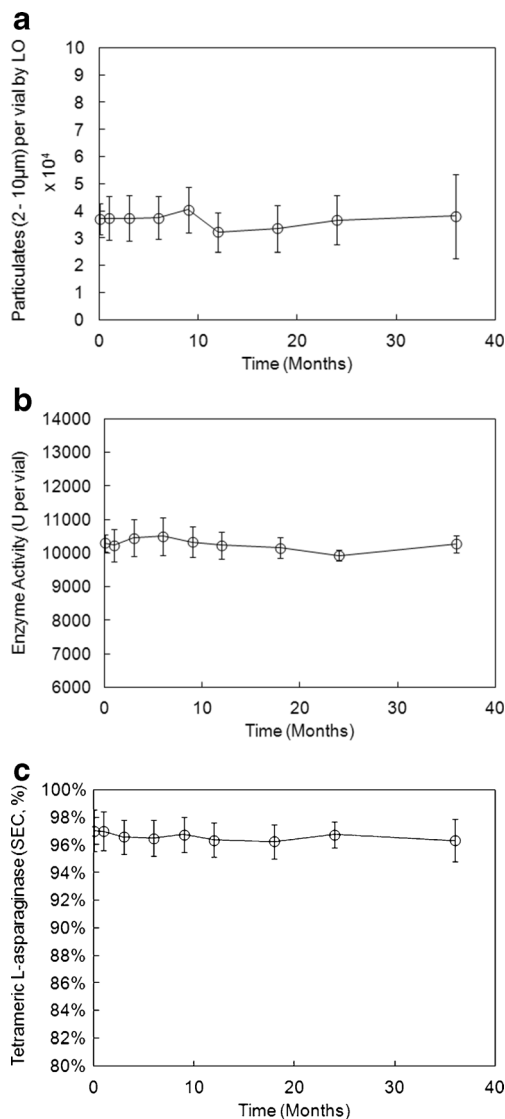 a
Particulates (2 - 10µm) per vial by LO
x 10⁴
10
9
8
7
6
5
4
3
2
1
0
0 10 20 30 40
Time (Months)
b
Enzyme Activity (U per vial)
14000
13000
12000
11000
10000
9000
8000
7000
6000
0 10 20 30 40
Time (Months)
c
Tetrameric L-asparaginase (SEC, %)
100%
98%
96%
94%
92%
90%
88%
86%
84%
82%
80%
0 10 20 30 40
Time (Months)